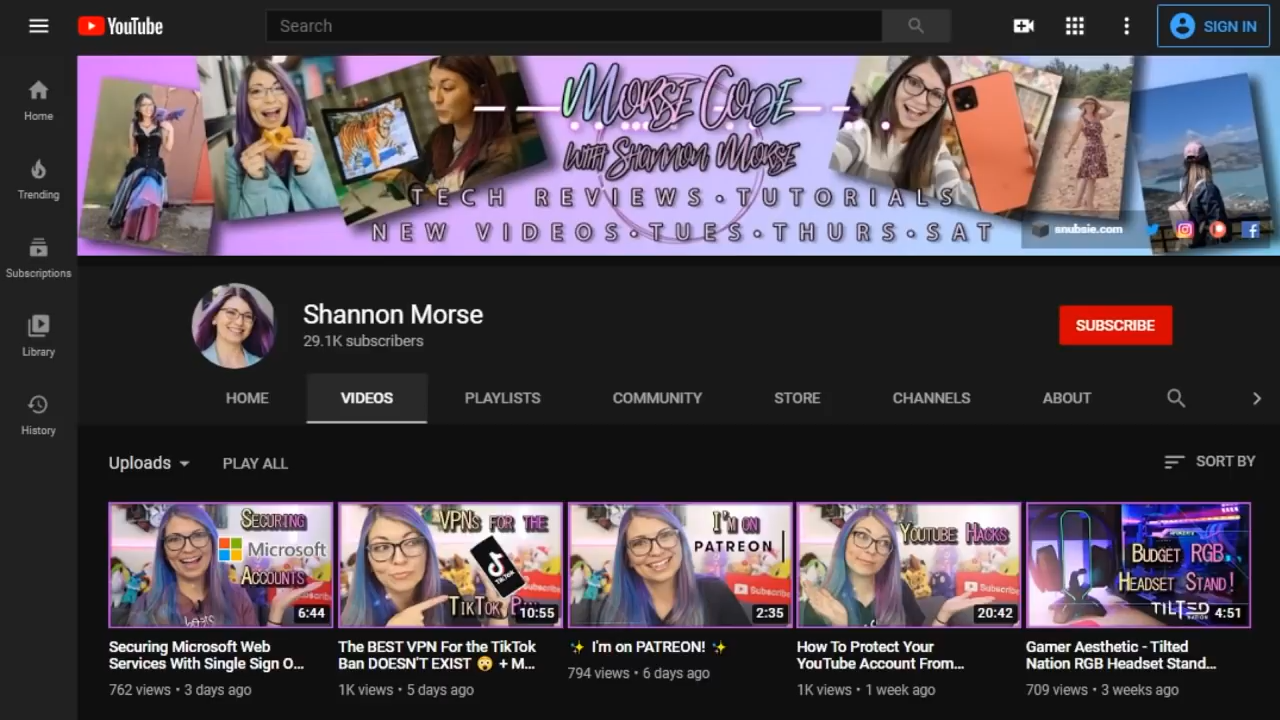 YouTube
Search
SIGN IN
Home
Trending
Subscriptions
Library
History
MORSE CODE
WITH SHANNON MORSE
TECH REVIEWS • TUTORIALS
NEW VIDEOS • TUES • THURS • SAT
snubsie.com
Shannon Morse
29.1K subscribers
SUBSCRIBE
HOME
VIDEOS
PLAYLISTS
COMMUNITY
STORE
CHANNELS
ABOUT
Uploads
PLAY ALL
SORT BY
SECURING
Microsoft
ACCOUNTS
6:44
VPNS FOR THE
TikTok
Subscribe
TIKTOK
10:55
I'M ON
PATREON
Subscribe
2:35
YOUTUBE HACKS
Subscribe
20:42
BUDGET RGB
HEADSET STAND!
TILTED
NATION
4:51
Securing Microsoft Web
Services With Single Sign O...
762 views • 3 days ago
The BEST VPN For the TikTok
Ban DOESN'T EXIST 😲 + M...
1K views • 5 days ago
✨ I'm on PATREON! ✨
794 views • 6 days ago
How To Protect Your
YouTube Account From...
1K views • 1 week ago
Gamer Aesthetic - Tilted
Nation RGB Headset Stand...
709 views • 3 weeks ago